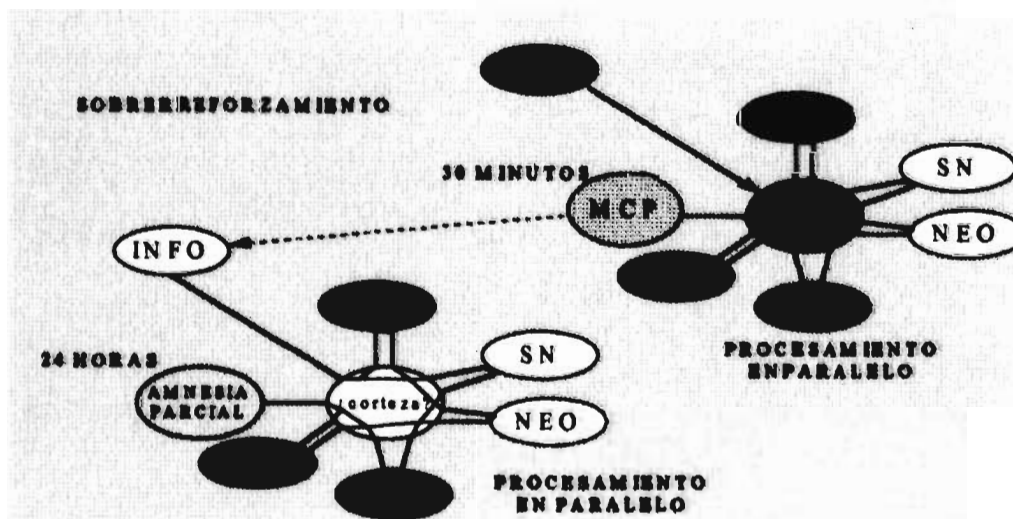 SOBRERREFORZAMIENTO
30 MINUTOS
MCP
SN
NEO
PROCESAMIENTO
ENPARALELO
INFO
24 HORAS
AMNESIA
PARCIAL
corteza
SN
NEO
PROCESAMIENTO
EN PARALELO